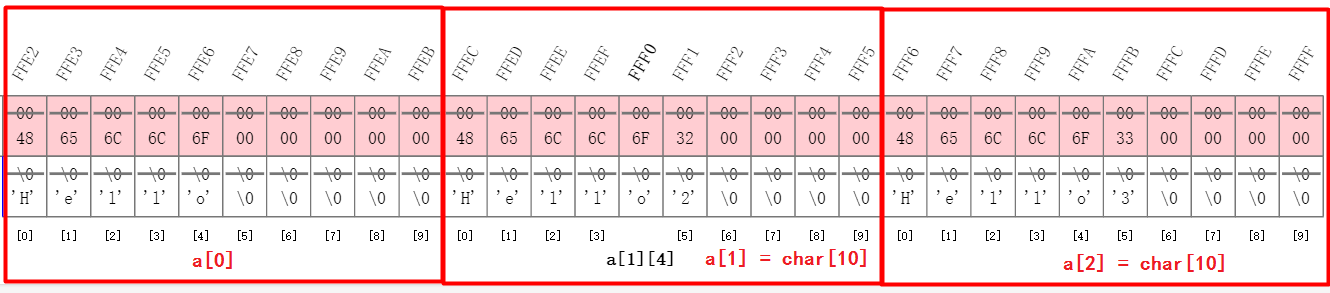 FFE2 FFE3 FFE4 FFE5 FFE6 FFE7 FFE8 FFE9 FFEA FFEB FFEC FFED FFEE FFEF FFF0 FFF1 FFF2 FFF3 FFF4 FFF5 FFF6 FFF7 FFF8 FFF9 FFFA FFFB FFFC FFFD FFFE FFFF
00 00 00 00 00 00 00 00 00 00 00 00 00 00 00 00 00 00 00 00 00 00 00 00 00 00 00 00 00 00
48 65 6C 6C 6F 00 00 00 00 00 48 65 6C 6C 6F 32 00 00 00 00 48 65 6C 6C 6F 33 00 00 00 00
\0 \0 \0 \0 \0 \0 \0 \0 \0 \0 \0 \0 \0 \0 \0 \0 \0 \0 \0 \0 \0 \0 \0 \0 \0 \0 \0 \0 \0 \0
'H' 'e' 'l' 'l' 'o' \0 \0 \0 \0 \0 'H' 'e' 'l' 'l' 'o' '2' \0 \0 \0 \0 'H' 'e' 'l' 'l' 'o' '3' \0 \0 \0 \0
[0] [1] [2] [3] [4] [5] [6] [7] [8] [9] [0] [1] [2] [3] [5] [6] [7] [8] [9] [0] [1] [2] [3] [4] [5] [6] [7] [8] [9]
a[0] a[1][4] a[1] = char[10] a[2] = char[10]